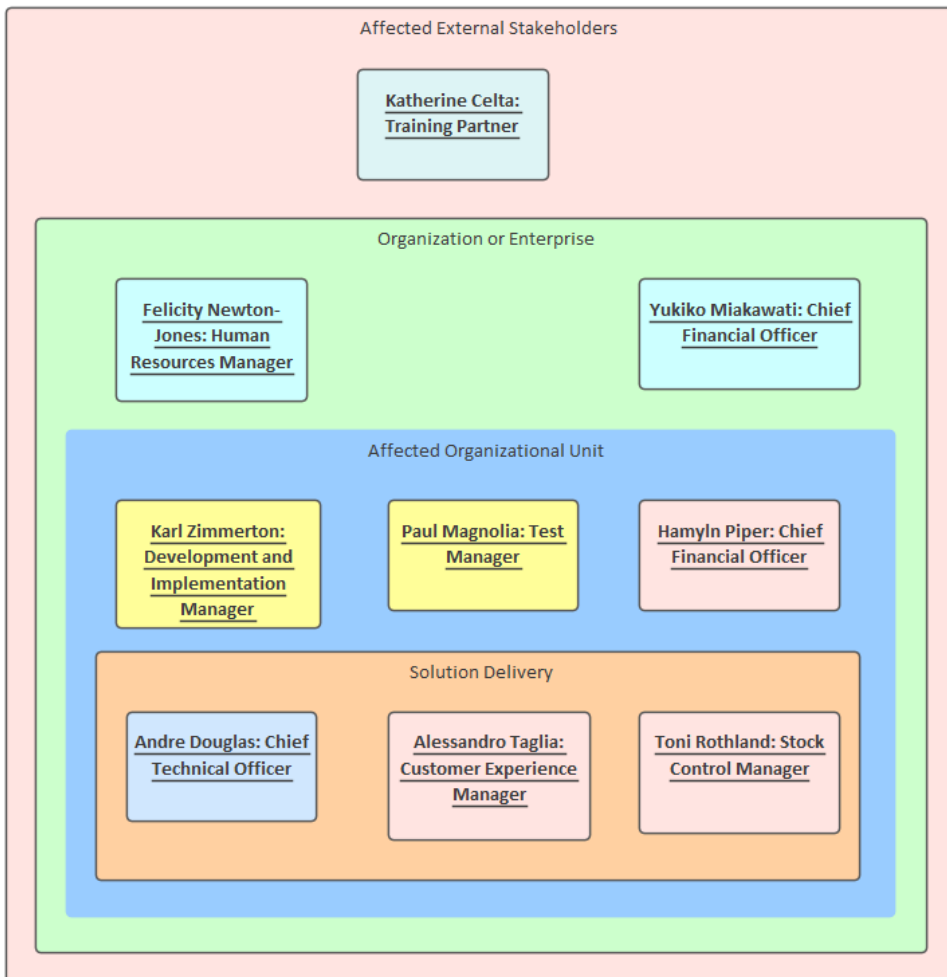 Affected External Stakeholders
Katherine Celta:
Training Partner
Organization or Enterprise
Felicity Newton-
Jones: Human
Resources Manager
Yukiko Miakawati: Chief
Financial Officer
Affected Organizational Unit
Karl Zimmerton:
Development and
Implementation
Manager
Paul Magnolia: Test
Manager
Hamyln Piper: Chief
Financial Officer
Solution Delivery
Andre Douglas: Chief
Technical Officer
Alessandro Taglia:
Customer Experience
Manager
Toni Rothland: Stock
Control Manager